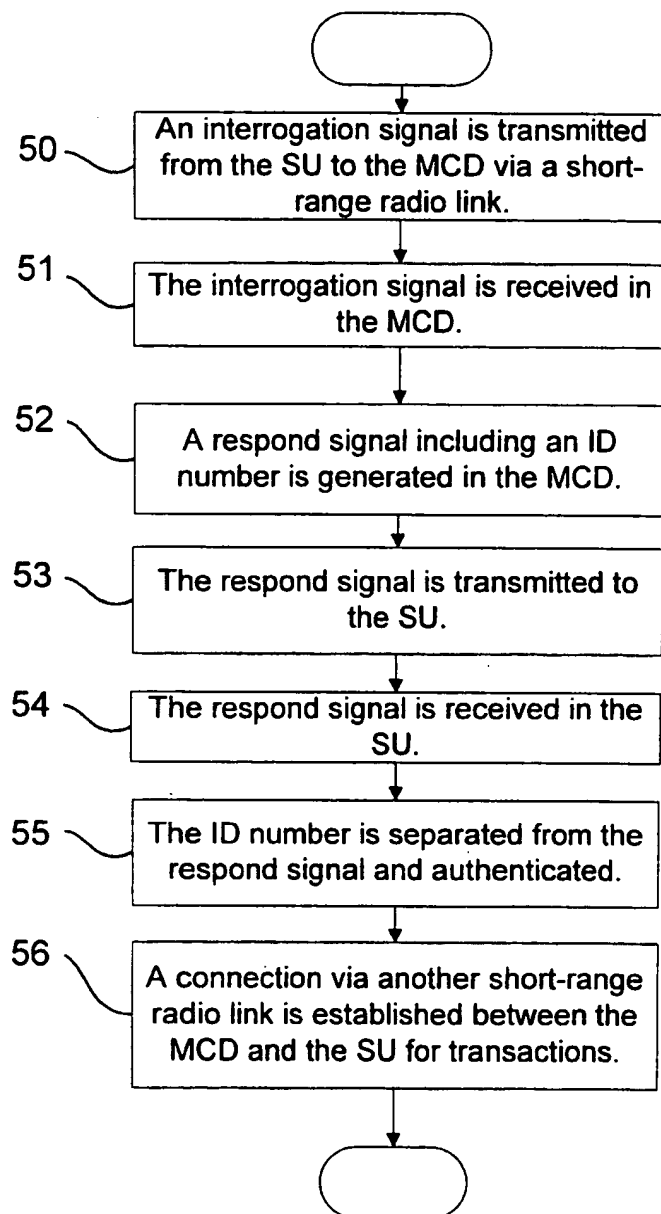 50
An interrogation signal is transmitted
from the SU to the MCD via a short-
range radio link.
51
The interrogation signal is received in
the MCD.
52
A respond signal including an ID
number is generated in the MCD.
53
The respond signal is transmitted to
the SU.
54
The respond signal is received in the
SU.
55
The ID number is separated from the
respond signal and authenticated.
56
A connection via another short-range
radio link is established between the
MCD and the SU for transactions.